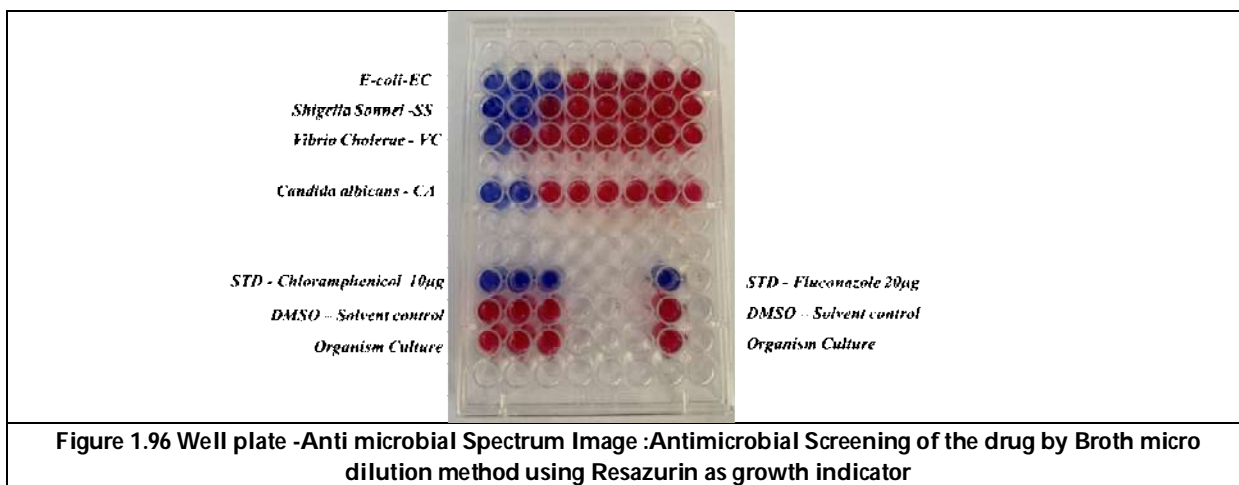 E-coli-EC
Shigella Sonnei -SS
Vibrio Cholerae - VC
Candida albicans - CA
STD - Chloramphenicol 10µg
STD - Fluconazole 20µg
DMSO – Solvent control
DMSO – Solvent control
Organism Culture
Organism Culture
Figure 1.96 Well plate -Anti microbial Spectrum Image :Antimicrobial Screening of the drug by Broth micro
dilution method using Resazurin as growth indicator